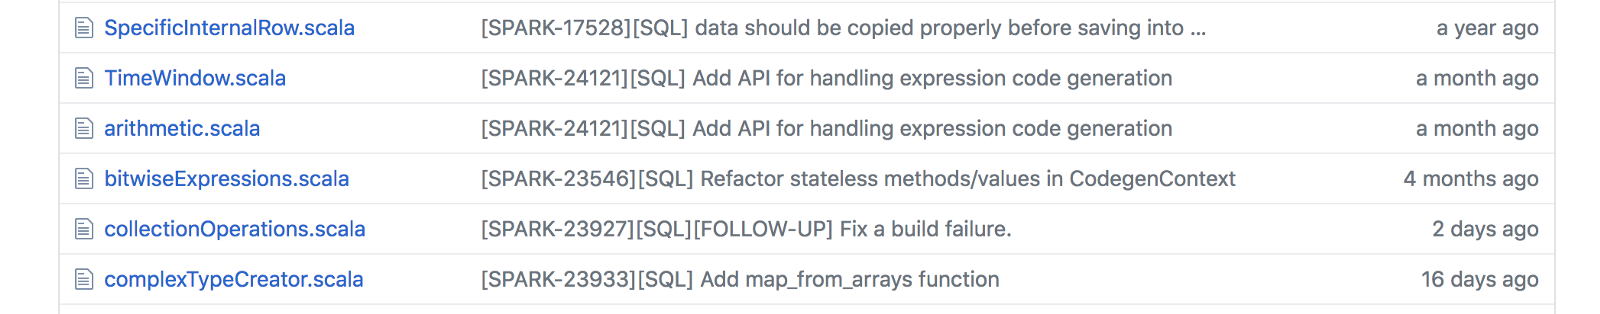 SpecificInternalRow.scala [SPARK-17528][SQL] data should be copied properly before saving into ... a year ago
TimeWindow.scala [SPARK-24121][SQL] Add API for handling expression code generation a month ago
arithmetic.scala [SPARK-24121][SQL] Add API for handling expression code generation a month ago
bitwiseExpressions.scala [SPARK-23546][SQL] Refactor stateless methods/values in CodegenContext 4 months ago
collectionOperations.scala [SPARK-23927][SQL][FOLLOW-UP] Fix a build failure. 2 days ago
complexTypeCreator.scala [SPARK-23933][SQL] Add map_from_arrays function 16 days ago